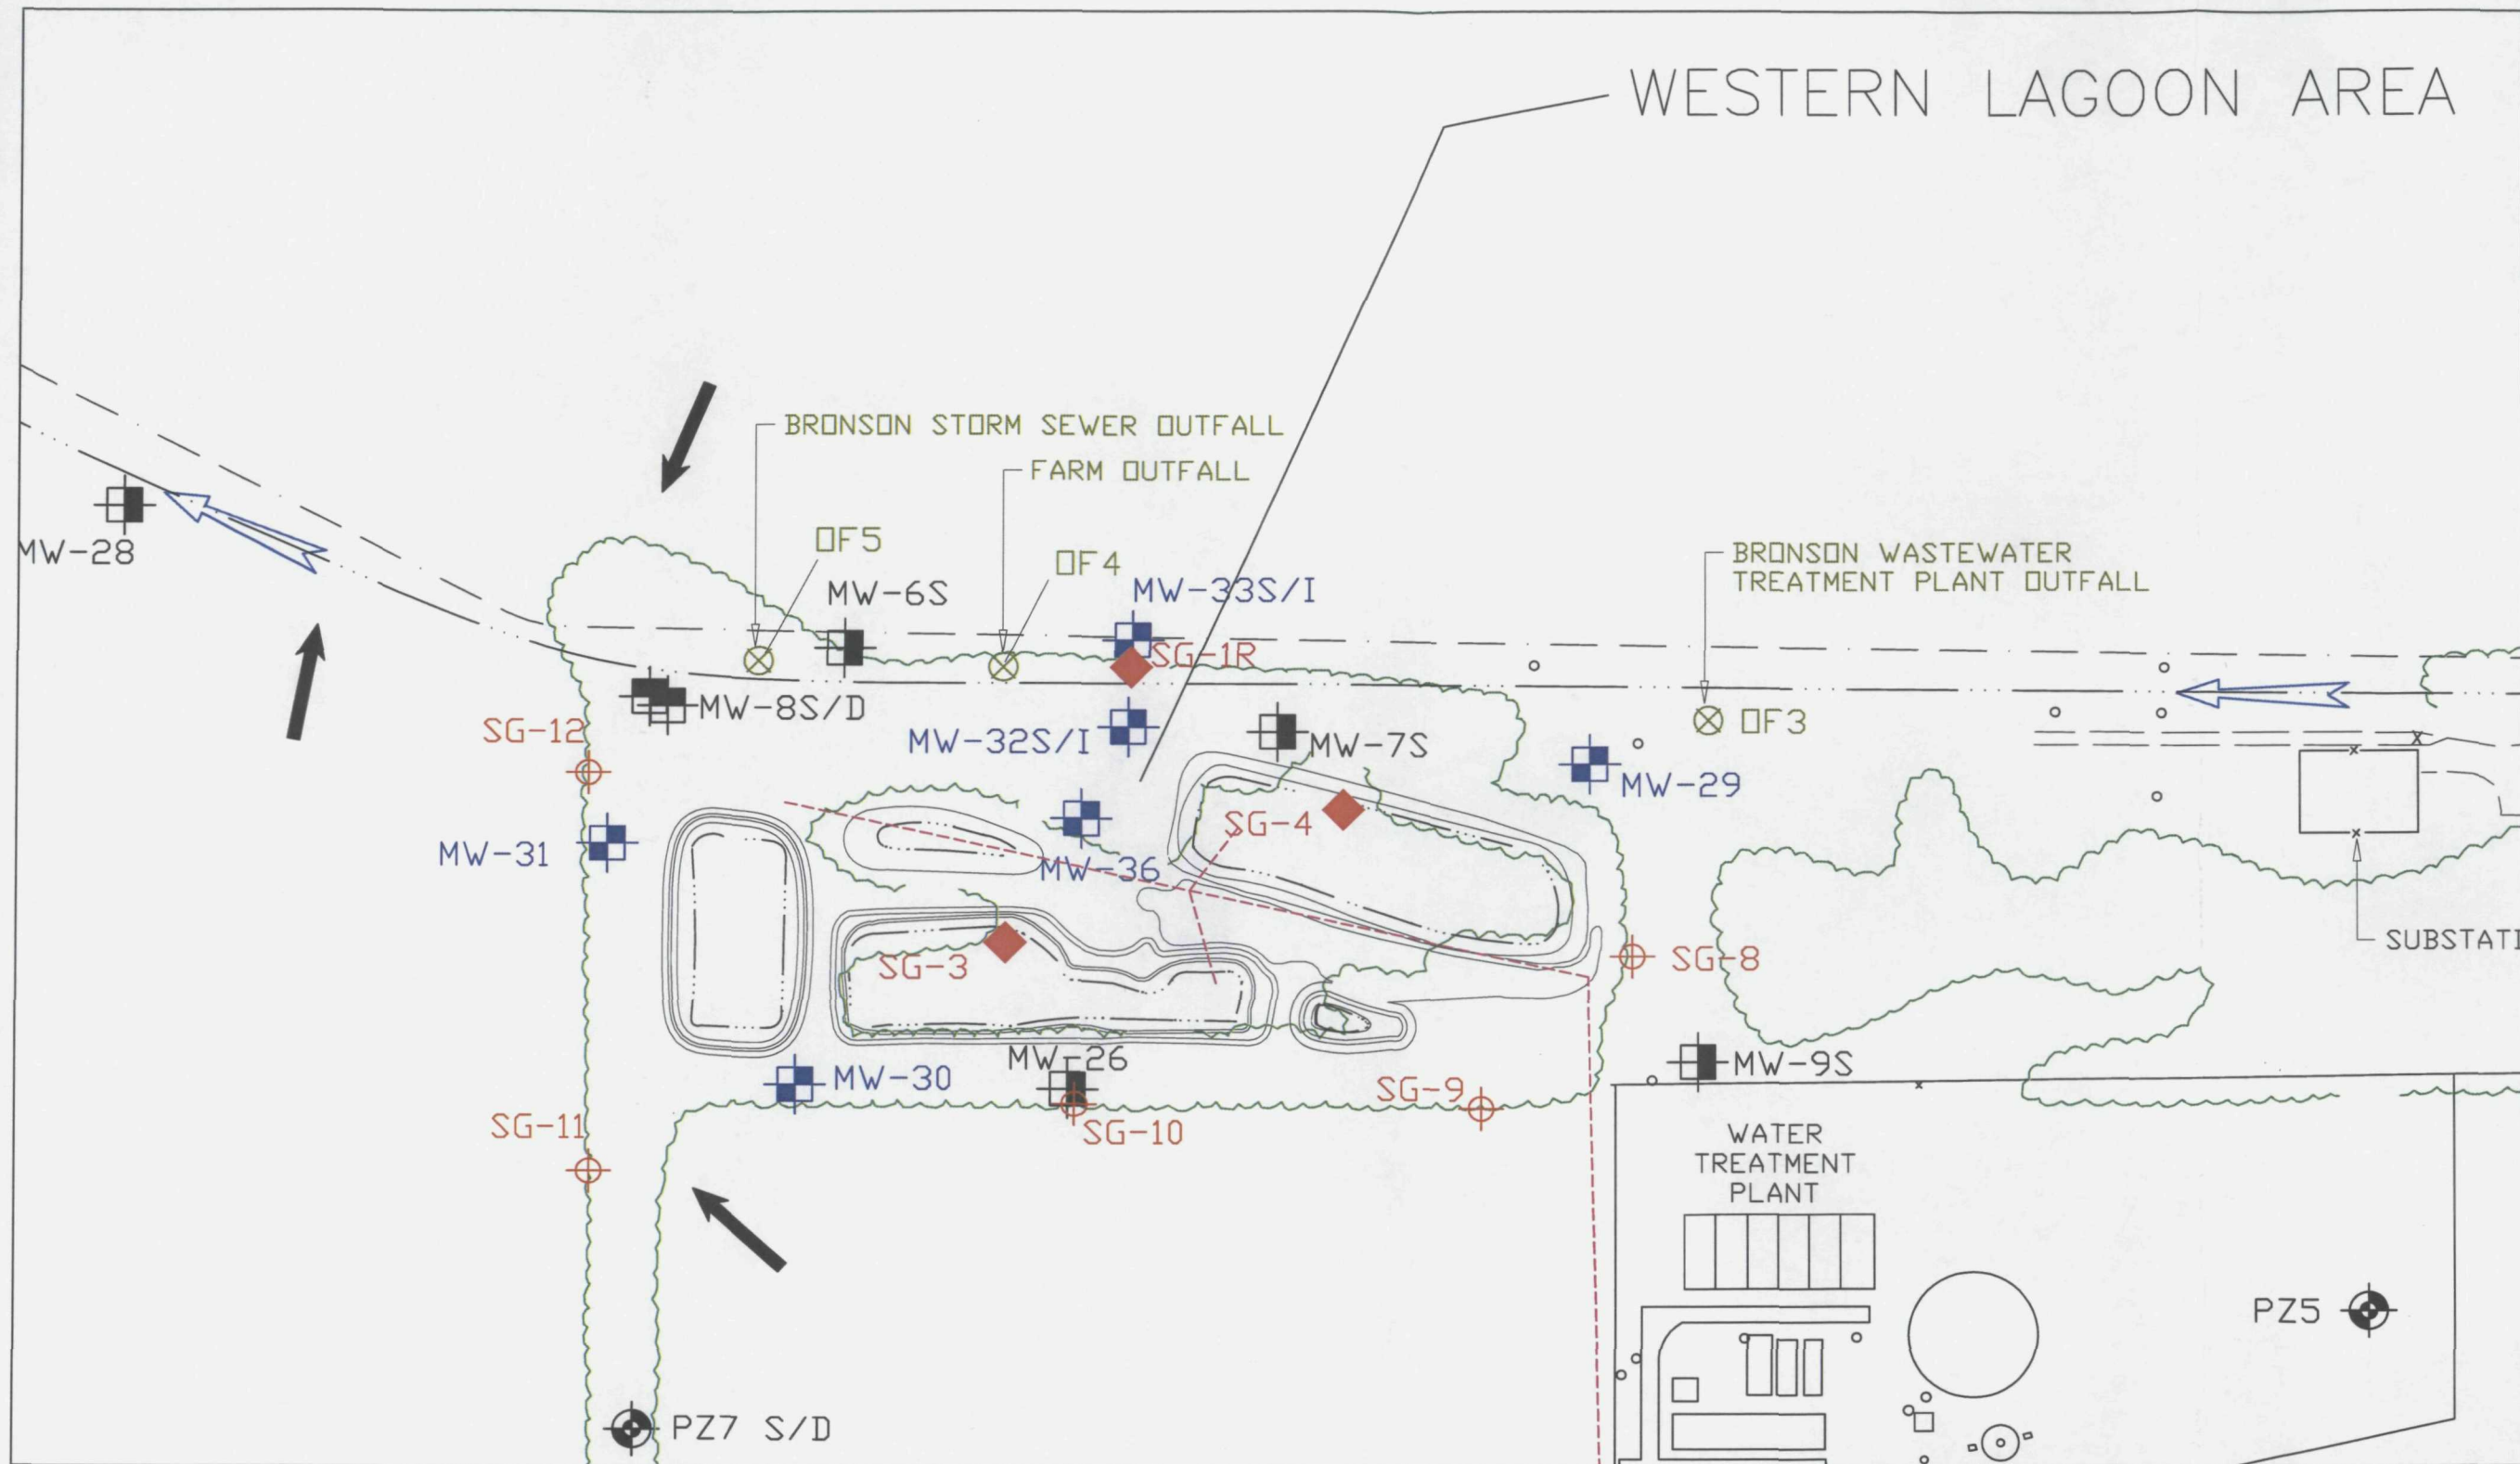 WESTERN LAGOON AREA
BRONSON STORM SEWER OUTFALL
FARM OUTFALL
OF5
OF4
MW-28
MW-6S
MW-33S/I
BRONSON WASTEWATER
TREATMENT PLANT OUTFALL
SG-1R
MW-8S/D
SG-12
MW-32S/I
MW-7S
OF3
MW-29
SG-4
MW-31
MW-36
SUBSTATI
SG-3
SG-8
MW-26
MW-30
SG-9
MW-9S
SG-11
SG-10
WATER
TREATMENT
PLANT
PZ5
PZ7 S/D